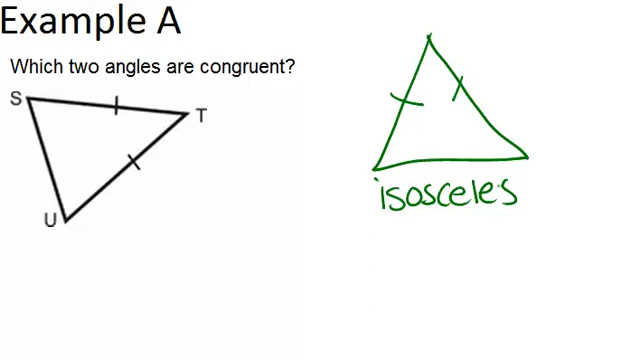 Example A
Which two angles are congruent?
S
T
U
isosceles